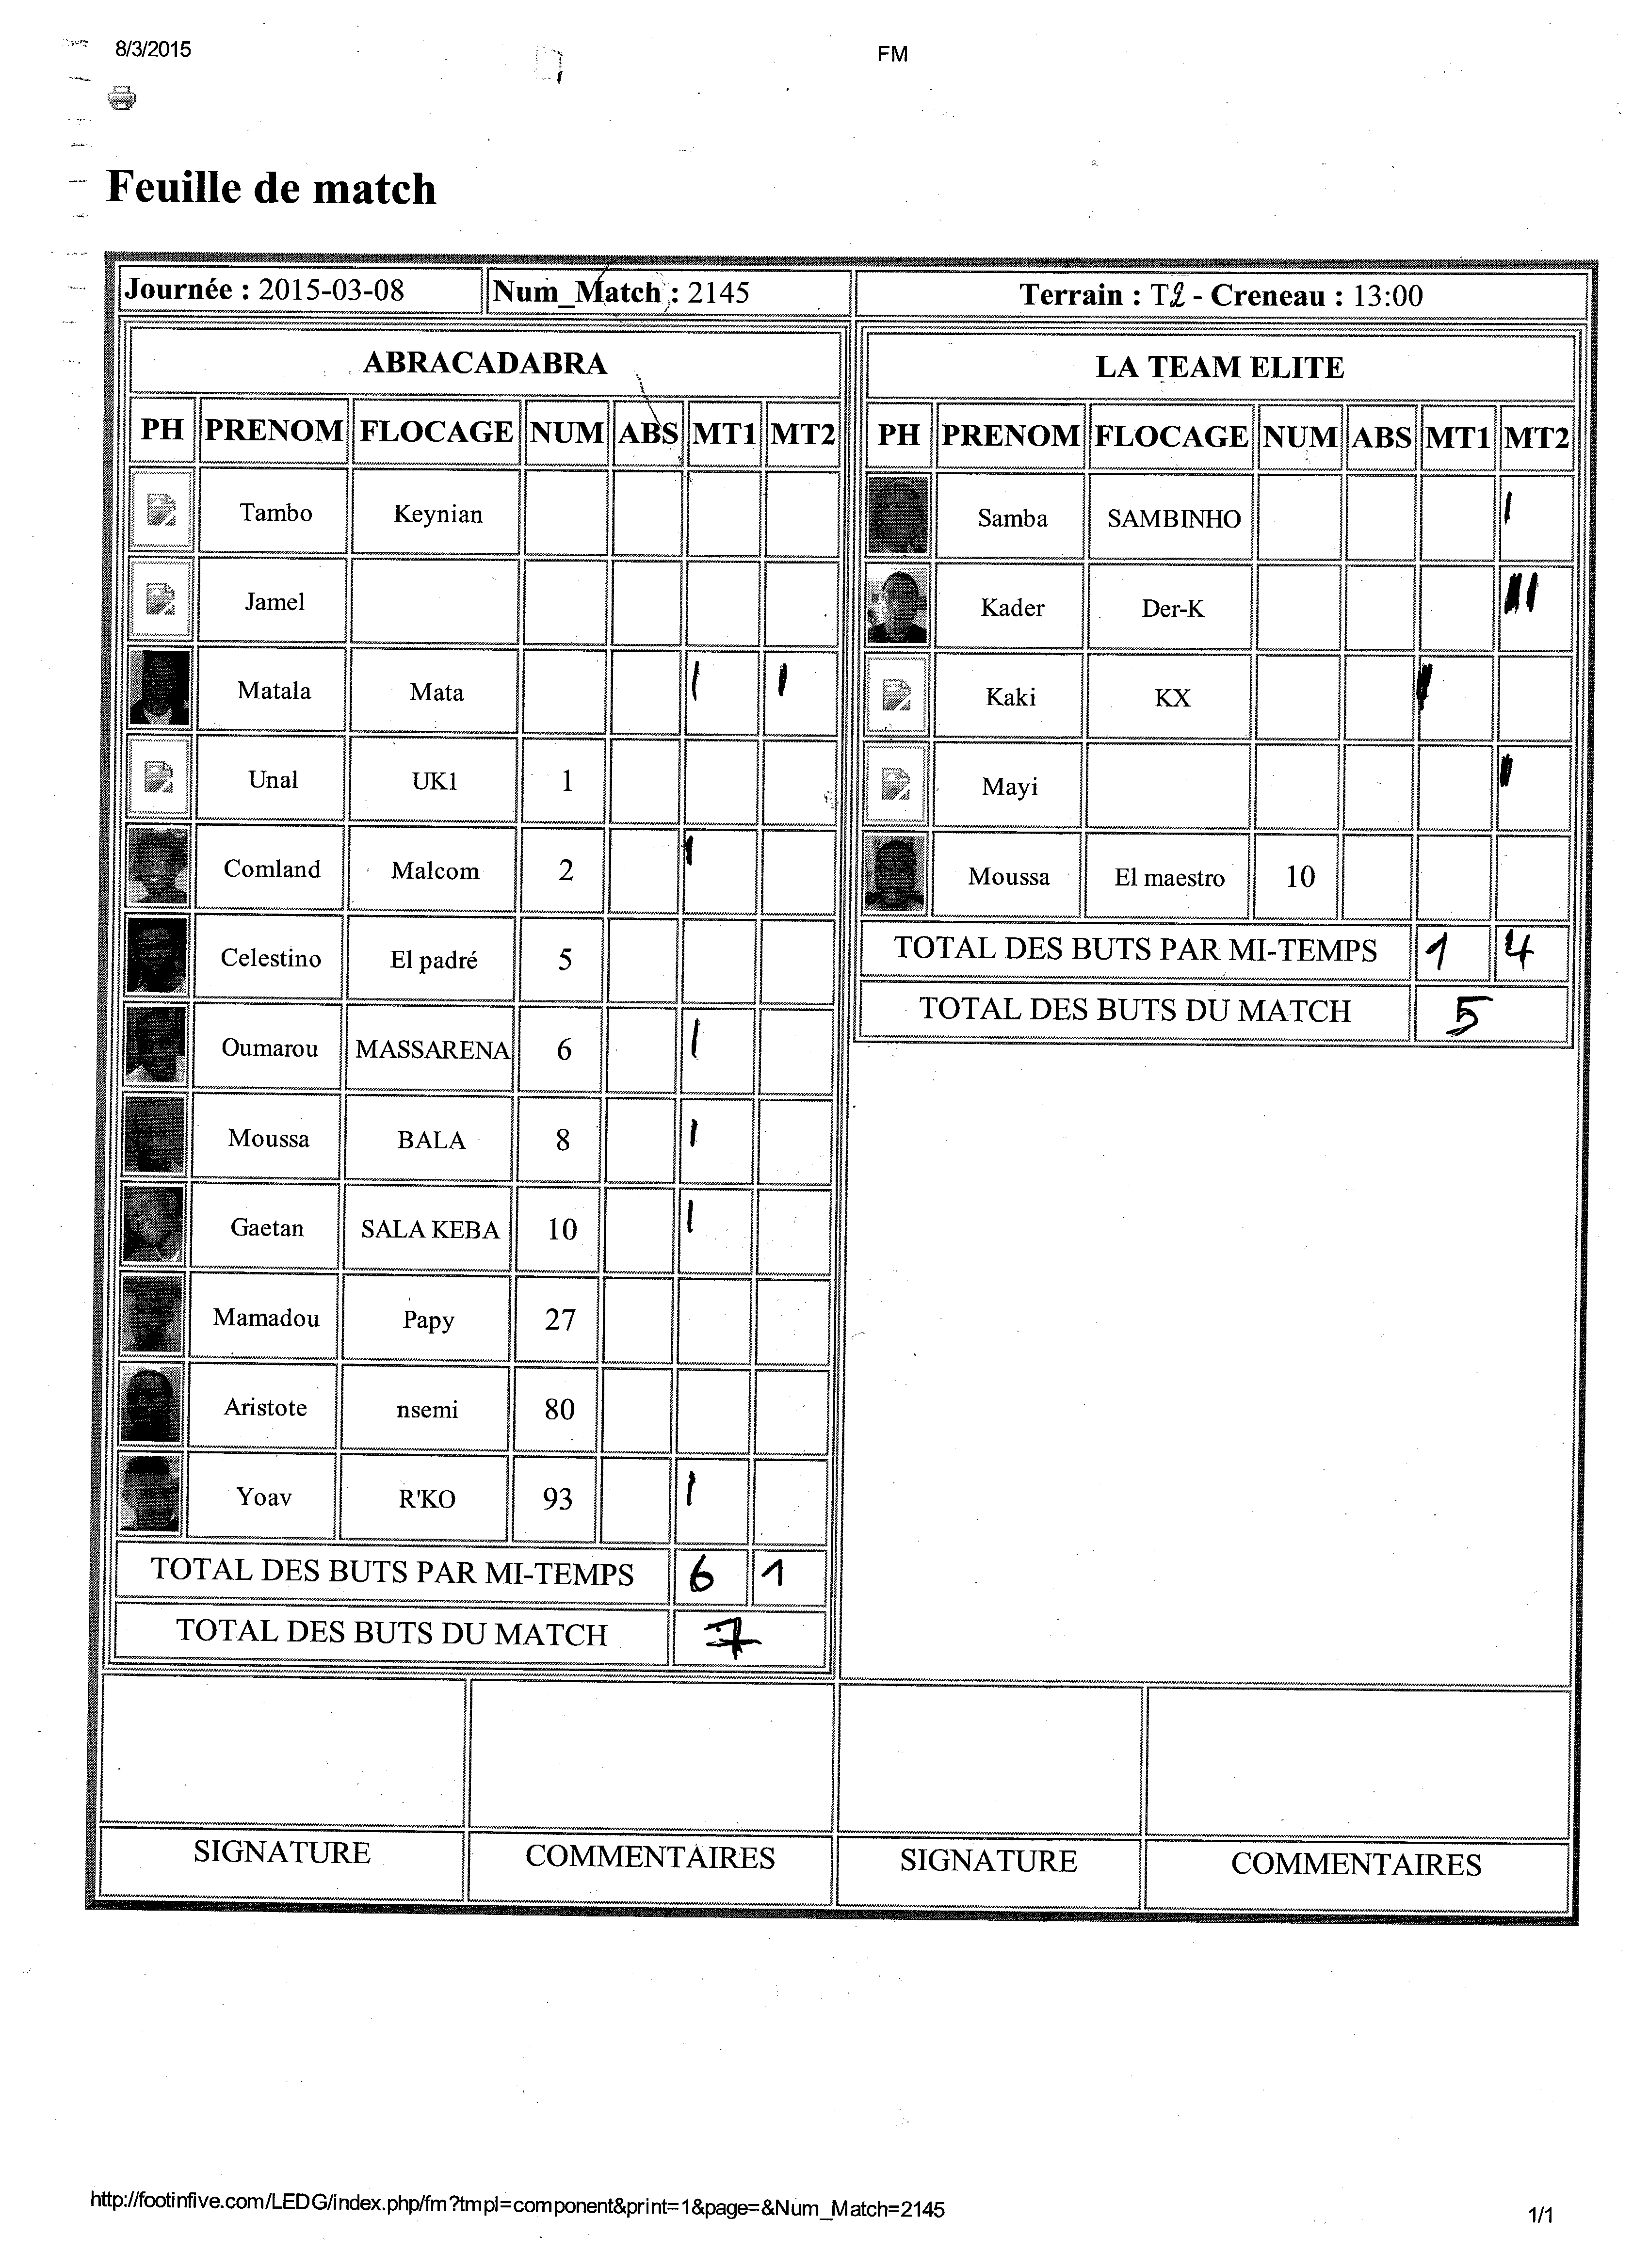 8/3/2015 FM
Feuille de match
Journée : 2015-03-08 Num_Match : 2145 Terrain : T2 - Creneau : 13:00
ABRACADABRA
PH PRENOM FLOCAGE NUM ABS MT1 MT2
Tambo Keynian
Jamel
Matala Mata I I
Unal UK1 1
Comland Malcom 2 I
Celestino El padré 5
Oumarou MASSARENA 6 I
Moussa BALA 8 I
Gaetan SALA KEBA 10 I
Mamadou Papy 27
Aristote nsemi 80
Yoav R'KO 93 I
TOTAL DES BUTS PAR MI-TEMPS 6 1
TOTAL DES BUTS DU MATCH 7
LA TEAM ELITE
PH PRENOM FLOCAGE NUM ABS MT1 MT2
Samba SAMBINHO I
Kader Der-K II
Kaki KX I
Mayi I
Moussa El maestro 10
TOTAL DES BUTS PAR MI-TEMPS 1 4
TOTAL DES BUTS DU MATCH 5
SIGNATURE COMMENTAIRES SIGNATURE COMMENTAIRES
http://footinfive.com/LEDG/index.php/fm?tmpl=component&print=1&page=&Num_Match=2145 1/1